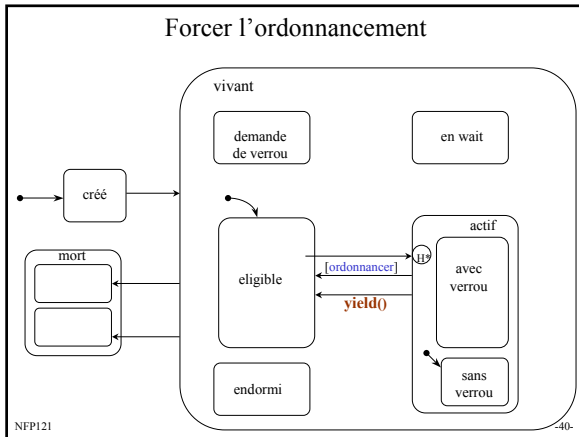 Forcer l'ordonnancement
vivant
demande
de verrou
en wait
créé
actif
mort
eligible
H*
[ordonnancer]
avec
verrou
yield()
endormi
sans
verrou
NFP121
-40-